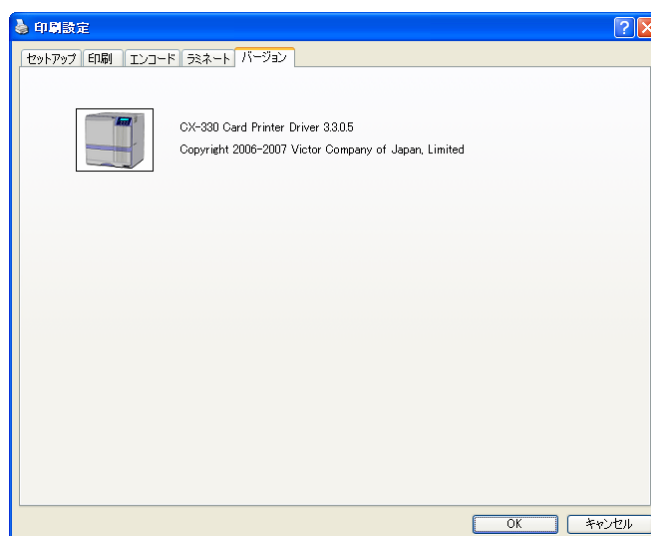 印刷設定
セットアップ 印刷 エンコード ラミネート バージョン
CX-330 Card Printer Driver 3.3.0.5
Copyright 2006-2007 Victor Company of Japan, Limited
OK キャンセル